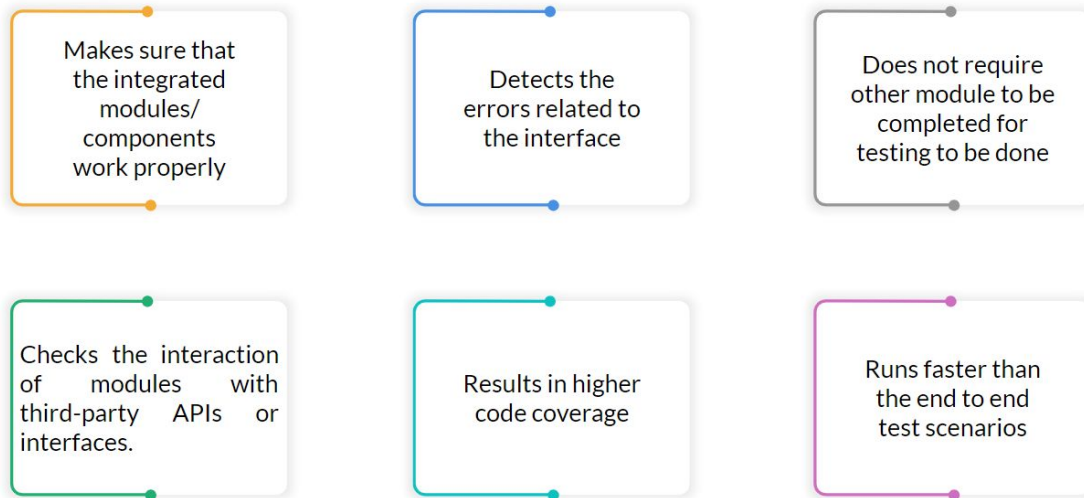 Makes sure that
the integrated
modules/
components
work properly
Detects the
errors related to
the interface
Does not require
other module to be
completed for
testing to be done
Checks the interaction
of modules with
third-party APIs or
interfaces.
Results in higher
code coverage
Runs faster than
the end to end
test scenarios